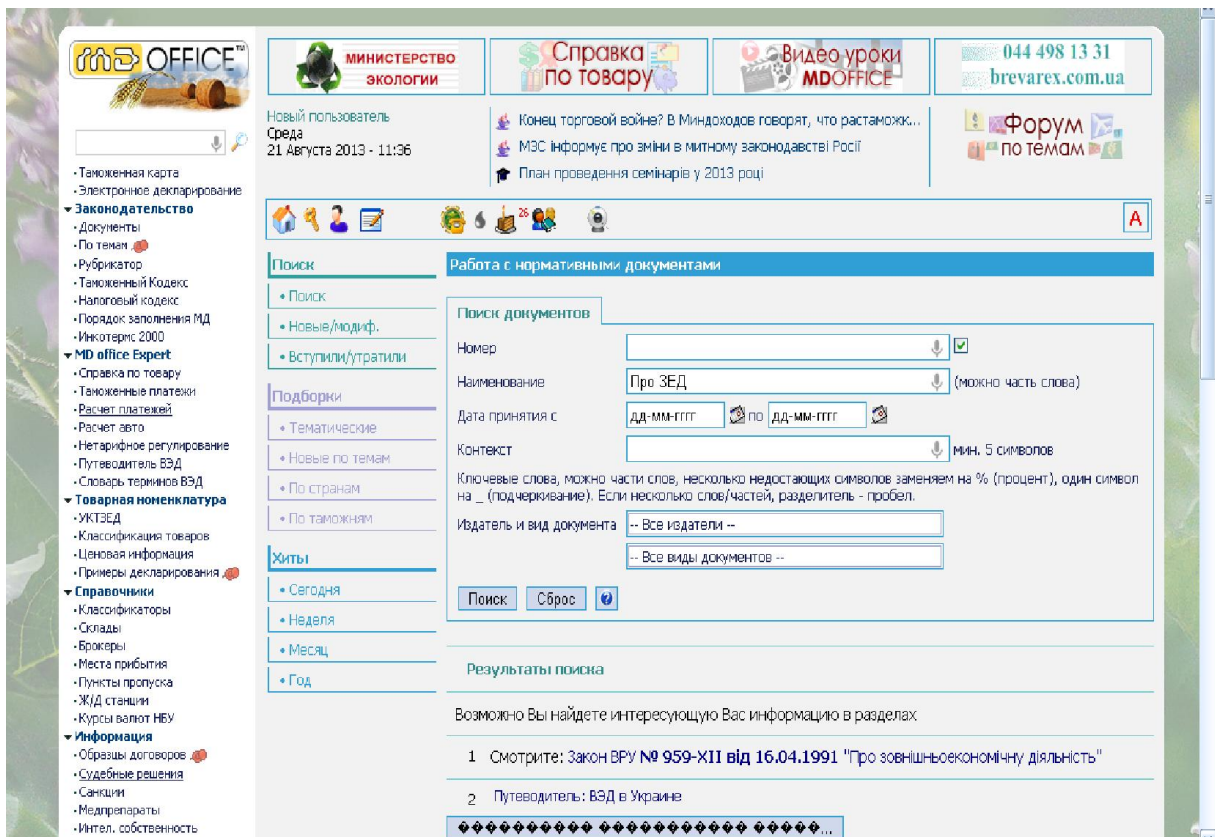 MD OFFICE™
МИНИСТЕРСТВО
ЭКОЛОГИИ
Справка
по товару
Видео уроки
MDOFFICE
044 498 13 31
brevarex.com.ua
Новый пользователь
Среда
21 Августа 2013 - 11:36
Конец торговой войне? В Миндоходов говорят, что растаможк...
МЗС інформує про зміни в митному законодавстві Росії
План проведення семінарів у 2013 році
Форум
по темам
26
A
•Таможенная карта
•Электронное декларирование
Законодательство
•Документы
•По темам
•Рубрикатор
•Таможенный Кодекс
•Налоговый кодекс
•Порядок заполнения МД
•Инкотермс 2000
MD office Expert
•Справка по товару
•Таможенные платежи
•Расчет платежей
•Расчет авто
•Нетарифное регулирование
•Путеводитель ВЭД
•Словарь терминов ВЭД
Товарная номенклатура
•УКТЗЕД
•Классификация товаров
•Ценовая информация
•Примеры декларирования
Справочники
•Классификаторы
•Склады
•Брокеры
•Места прибытия
•Пункты пропуска
•Ж/Д станции
•Курсы валют НБУ
Информация
•Образцы договоров
•Судебные решения
•Санкции
•Медпрепараты
•Интел. собственность
Поиск
• Поиск
• Новые/модиф.
• Вступили/утратили
Подборки
• Тематические
• Новые по темам
• По странам
• По таможням
Хиты
• Сегодня
• Неделя
• Месяц
• Год
Работа с нормативными документами
Поиск документов
Номер
Наименование Про ЗЕД (можно часть слова)
Дата принятия с дд-мм-гггг по дд-мм-гггг
Контекст мин. 5 символов
Ключевые слова, можно части слов, несколько недостающих символов заменяем на % (процент), один символ
на _ (подчеркивание). Если несколько слов/частей, разделитель - пробел.
Издатель и вид документа -- Все издатели --
-- Все виды документов --
Поиск Сброс ?
Результаты поиска
Возможно Вы найдете интересующую Вас информацию в разделах
1 Смотрите: Закон ВРУ № 959-XII від 16.04.1991 "Про зовнішньоекономічну діяльність"
2 Путеводитель: ВЭД в Украине
��������� ���������� �����...